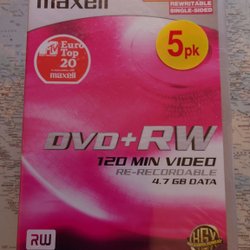 maxell
REWRITABLE
SINGLE-SIDED
MTV
Euro
Top
20
maxell
5pk
DVD+RW
120 MIN VIDEO
RE-RECORDABLE
4.7 GB DATA
RW